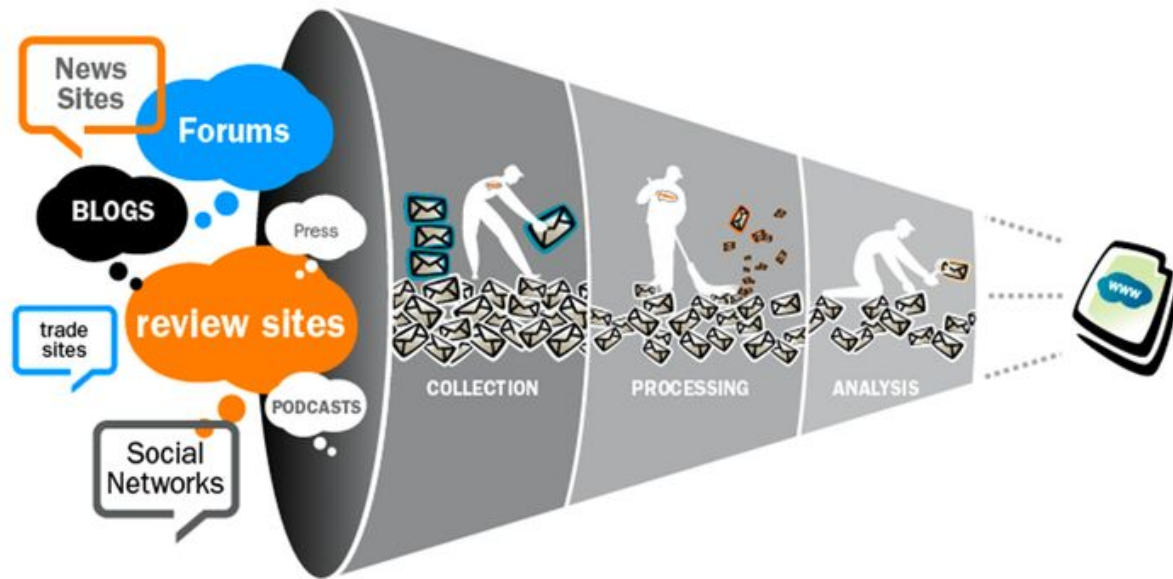 News
Sites
Forums
BLOGS
Press
review sites
trade
sites
PODCASTS
Social
Networks
COLLECTION
PROCESSING
ANALYSIS
www